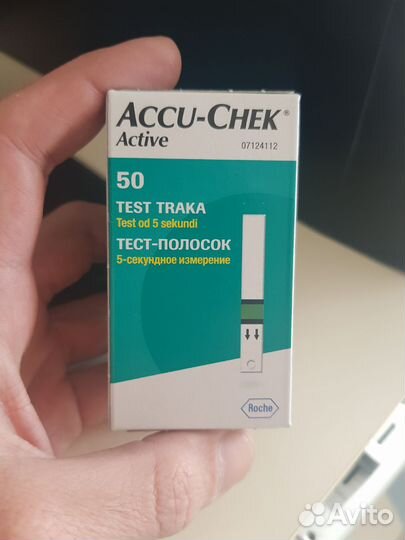 ACCU-CHEK®
Active
07124112
50
TEST TRAKA
Test od 5 sekundi
ТЕСТ-ПОЛОСОК
5-секундное измерение
Roche
Avito